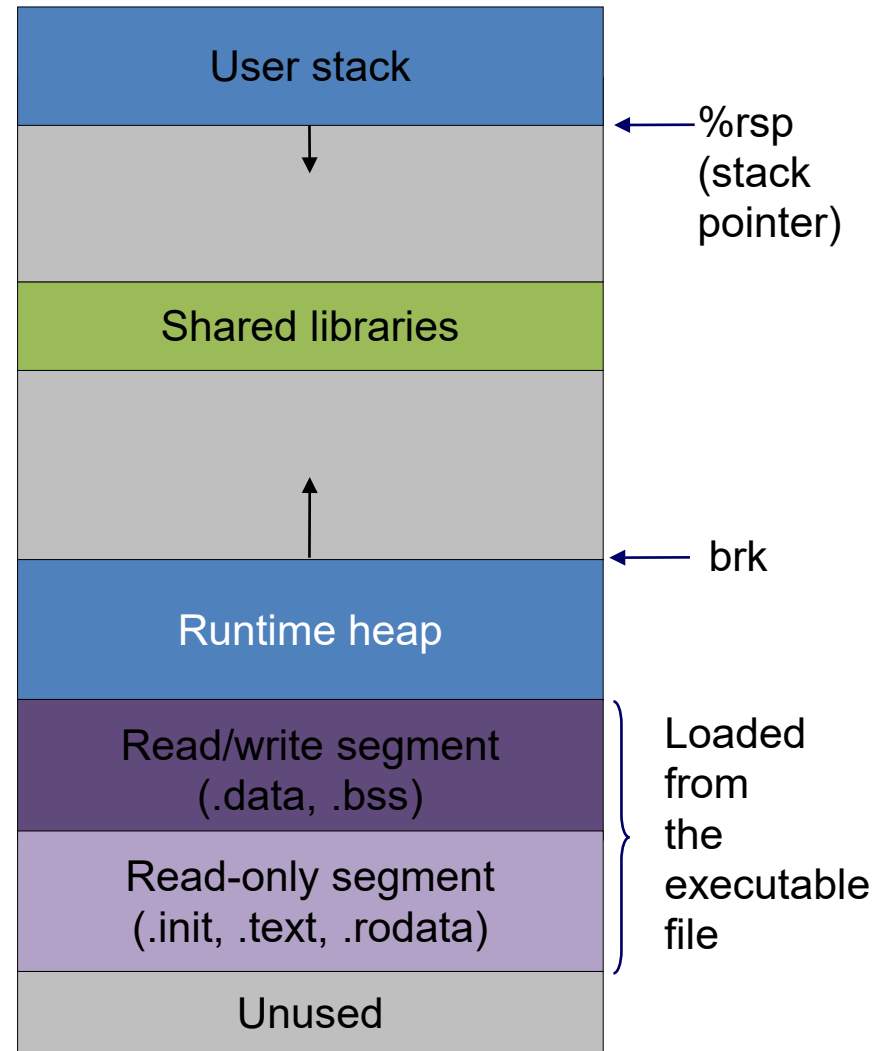 User stack
%rsp
(stack
pointer)
Shared libraries
brk
Runtime heap
Read/write segment
(.data, .bss)
Read-only segment
(.init, .text, .rodata)
Loaded
from
the
executable
file
Unused